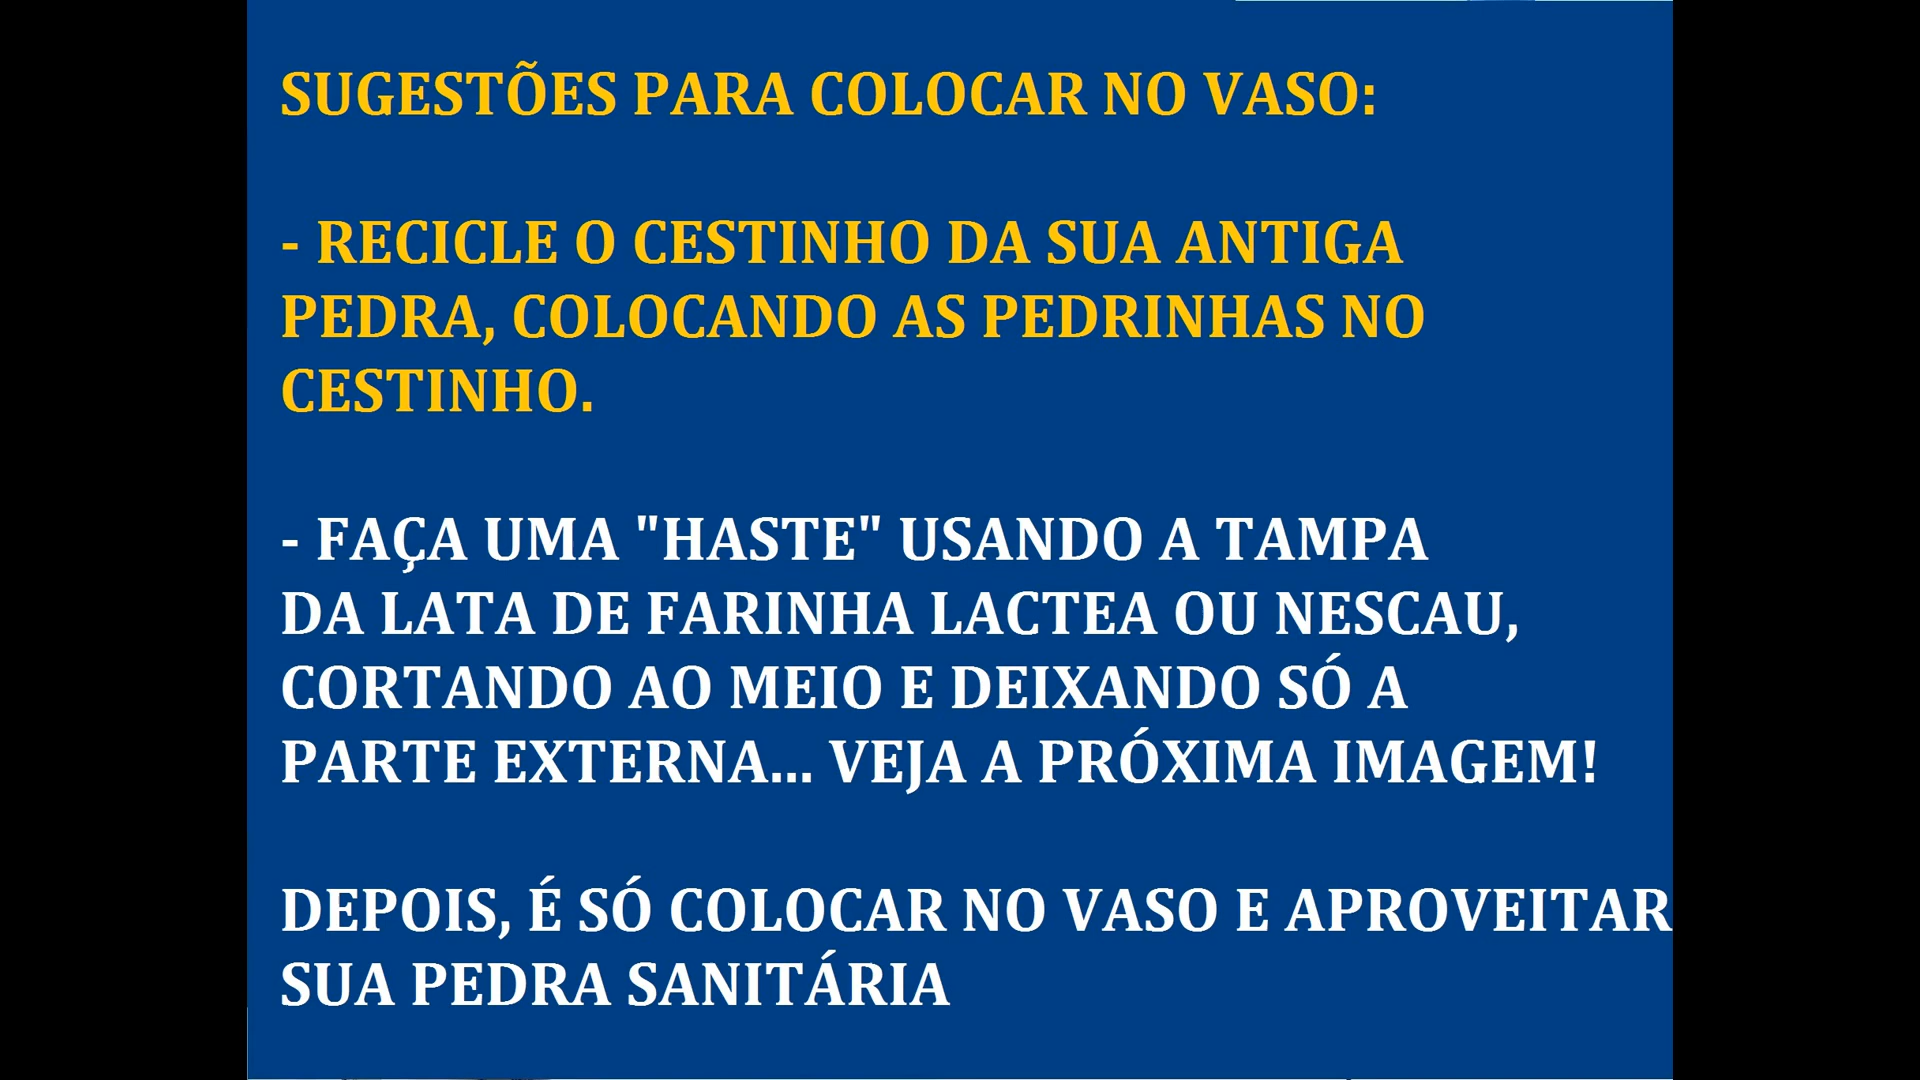 SUGESTÕES PARA COLOCAR NO VASO:
- RECICLE O CESTINHO DA SUA ANTIGA
PEDRA, COLOCANDO AS PEDRINHAS NO
CESTINHO.
- FAÇA UMA "HASTE" USANDO A TAMPA
DA LATA DE FARINHA LACTEA OU NESCAU,
CORTANDO AO MEIO E DEIXANDO SÓ A
PARTE EXTERNA... VEJA A PRÓXIMA IMAGEM!
DEPOIS, É SÓ COLOCAR NO VASO E APROVEITAR
SUA PEDRA SANITÁRIA